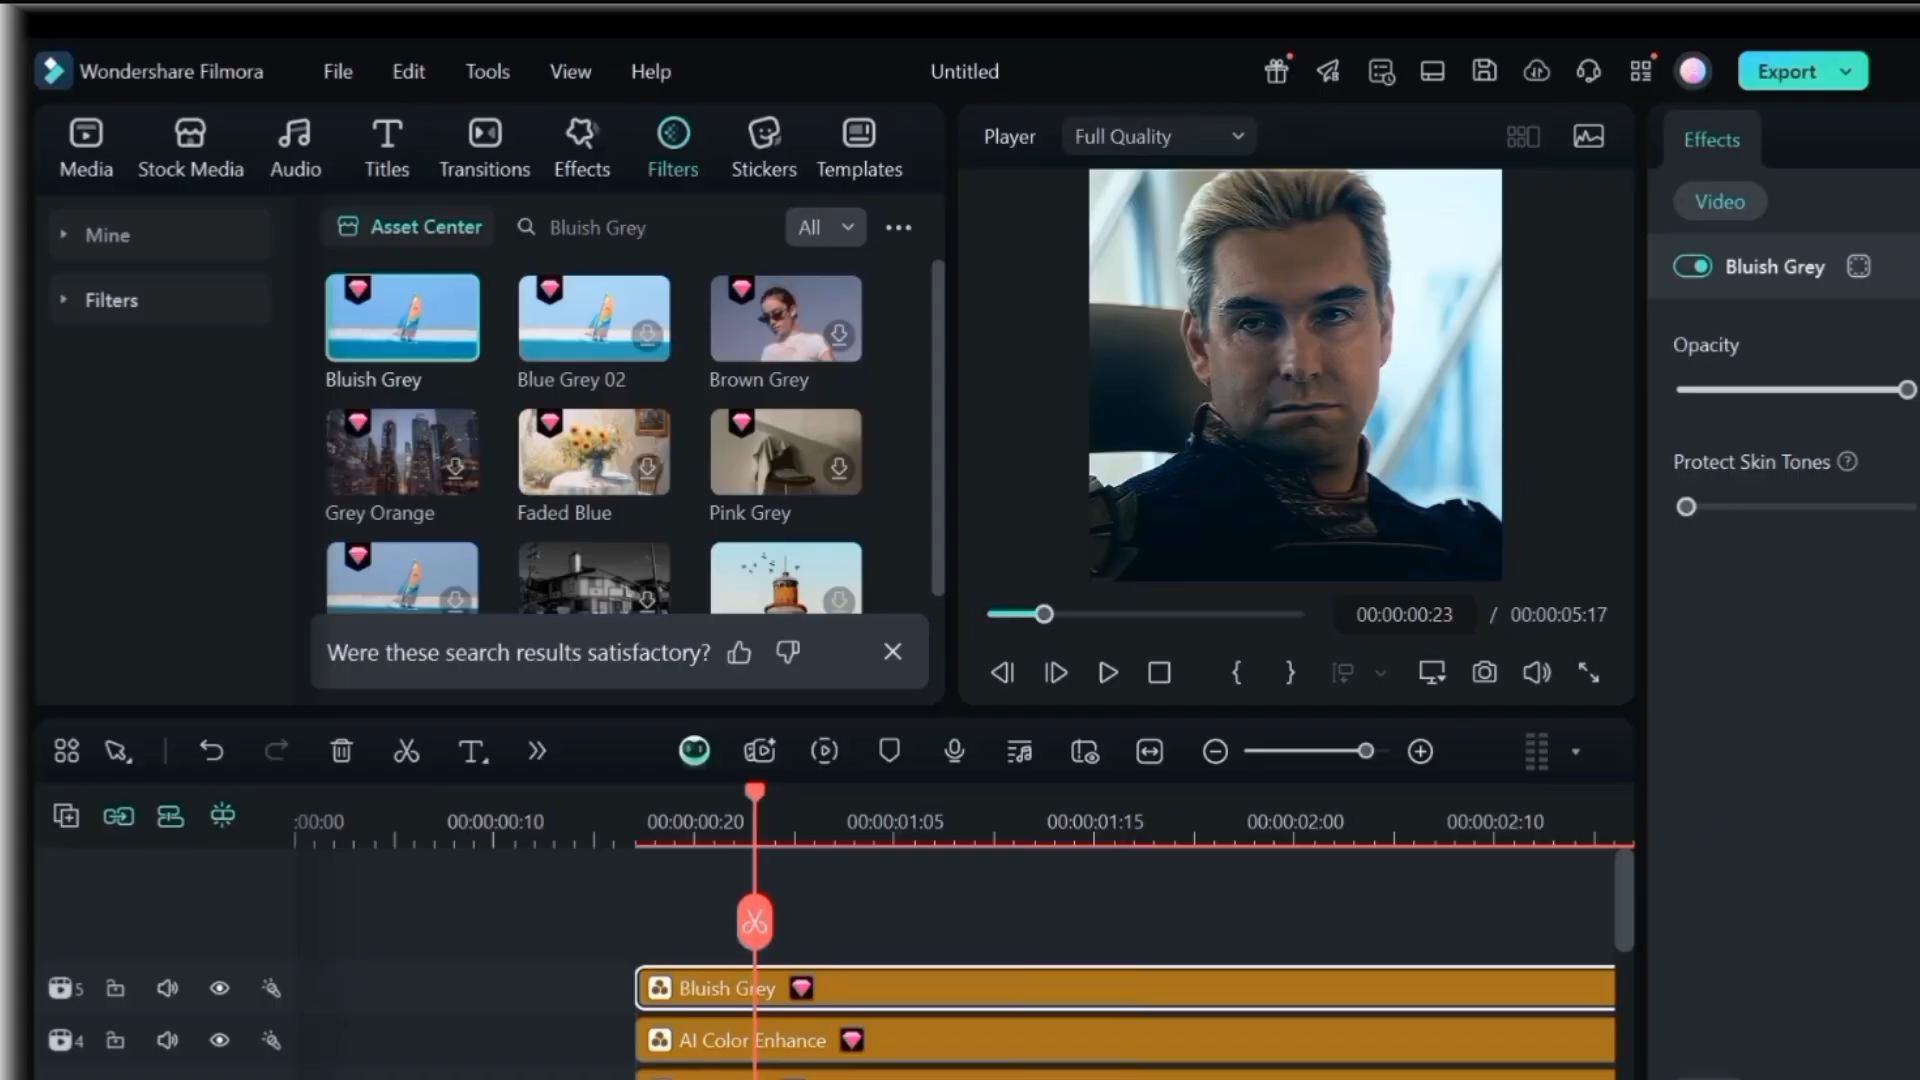 Wondershare Filmora
File
Edit
Tools
View
Help
Untitled
Export
Media
Stock Media
Audio
Titles
Transitions
Effects
Filters
Stickers
Templates
Mine
Filters
Asset Center
Bluish Grey
All
Bluish Grey
Blue Grey 02
Brown Grey
Grey Orange
Faded Blue
Pink Grey
Were these search results satisfactory?
Player
Full Quality
00:00:00:23 / 00:00:05:17
Effects
Video
Bluish Grey
Opacity
Protect Skin Tones
:00:00
00:00:00:10
00:00:00:20
00:00:01:05
00:00:01:15
00:00:02:00
00:00:02:10
5
Bluish Grey
4
AI Color Enhance